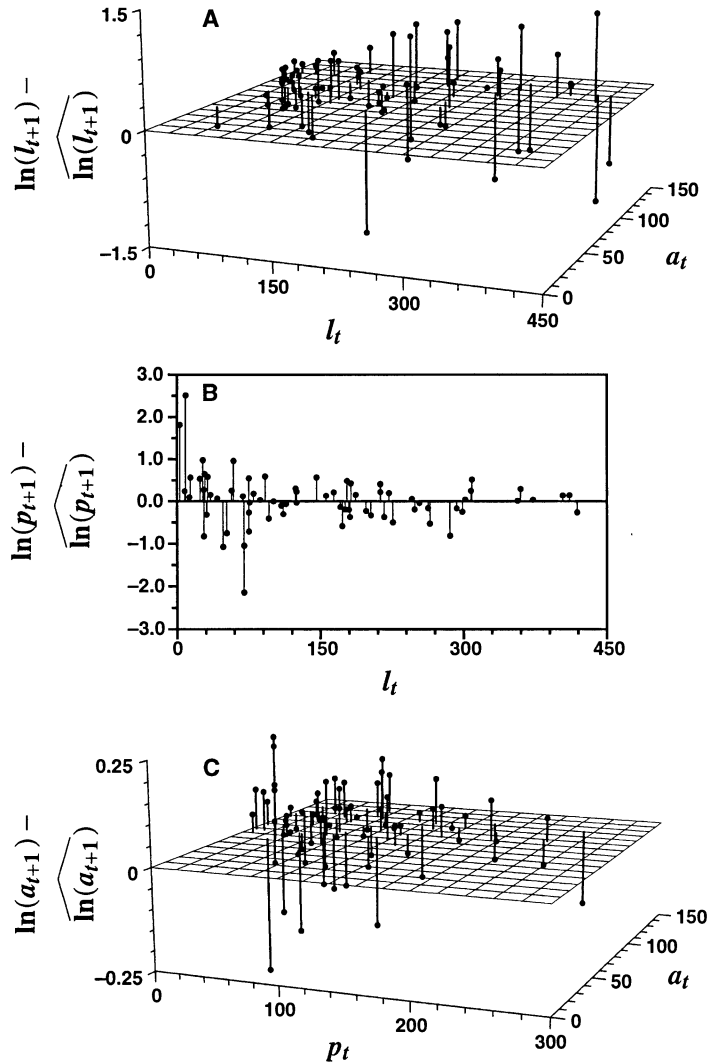 A
1.5
0
−1.5
ln(l_{t+1}) −
\widehat{ln(l_{t+1})}
0
150
300
450
l_t
0
50
100
150
a_t
B
3.0
2.0
1.0
0.0
−1.0
−2.0
−3.0
ln(p_{t+1}) −
\widehat{ln(p_{t+1})}
0
150
300
450
l_t
C
0.25
0
−0.25
ln(a_{t+1}) −
\widehat{ln(a_{t+1})}
0
100
200
300
p_t
0
50
100
150
a_t